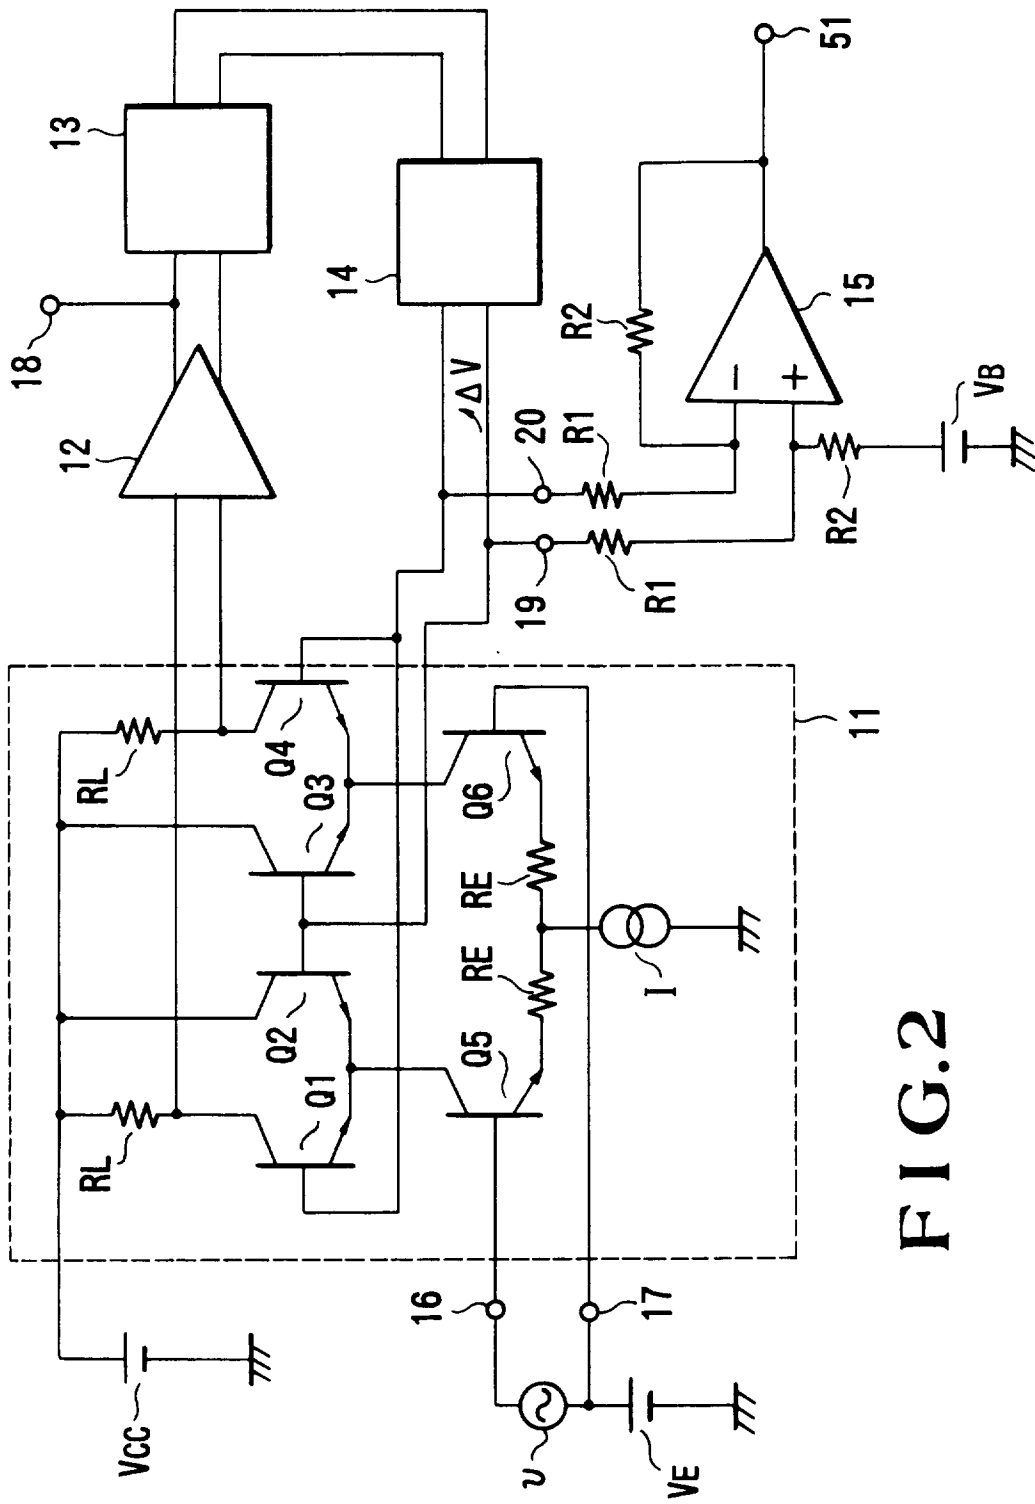 13
51
18
12
14
ΔV
R2
15
20
R1
VB
19
R1
R2
RL
Q4
Q3
Q6
11
RE
RE
I
Q2
Q1
Q5
RL
16
17
VCC
υ
VE
FIG.2